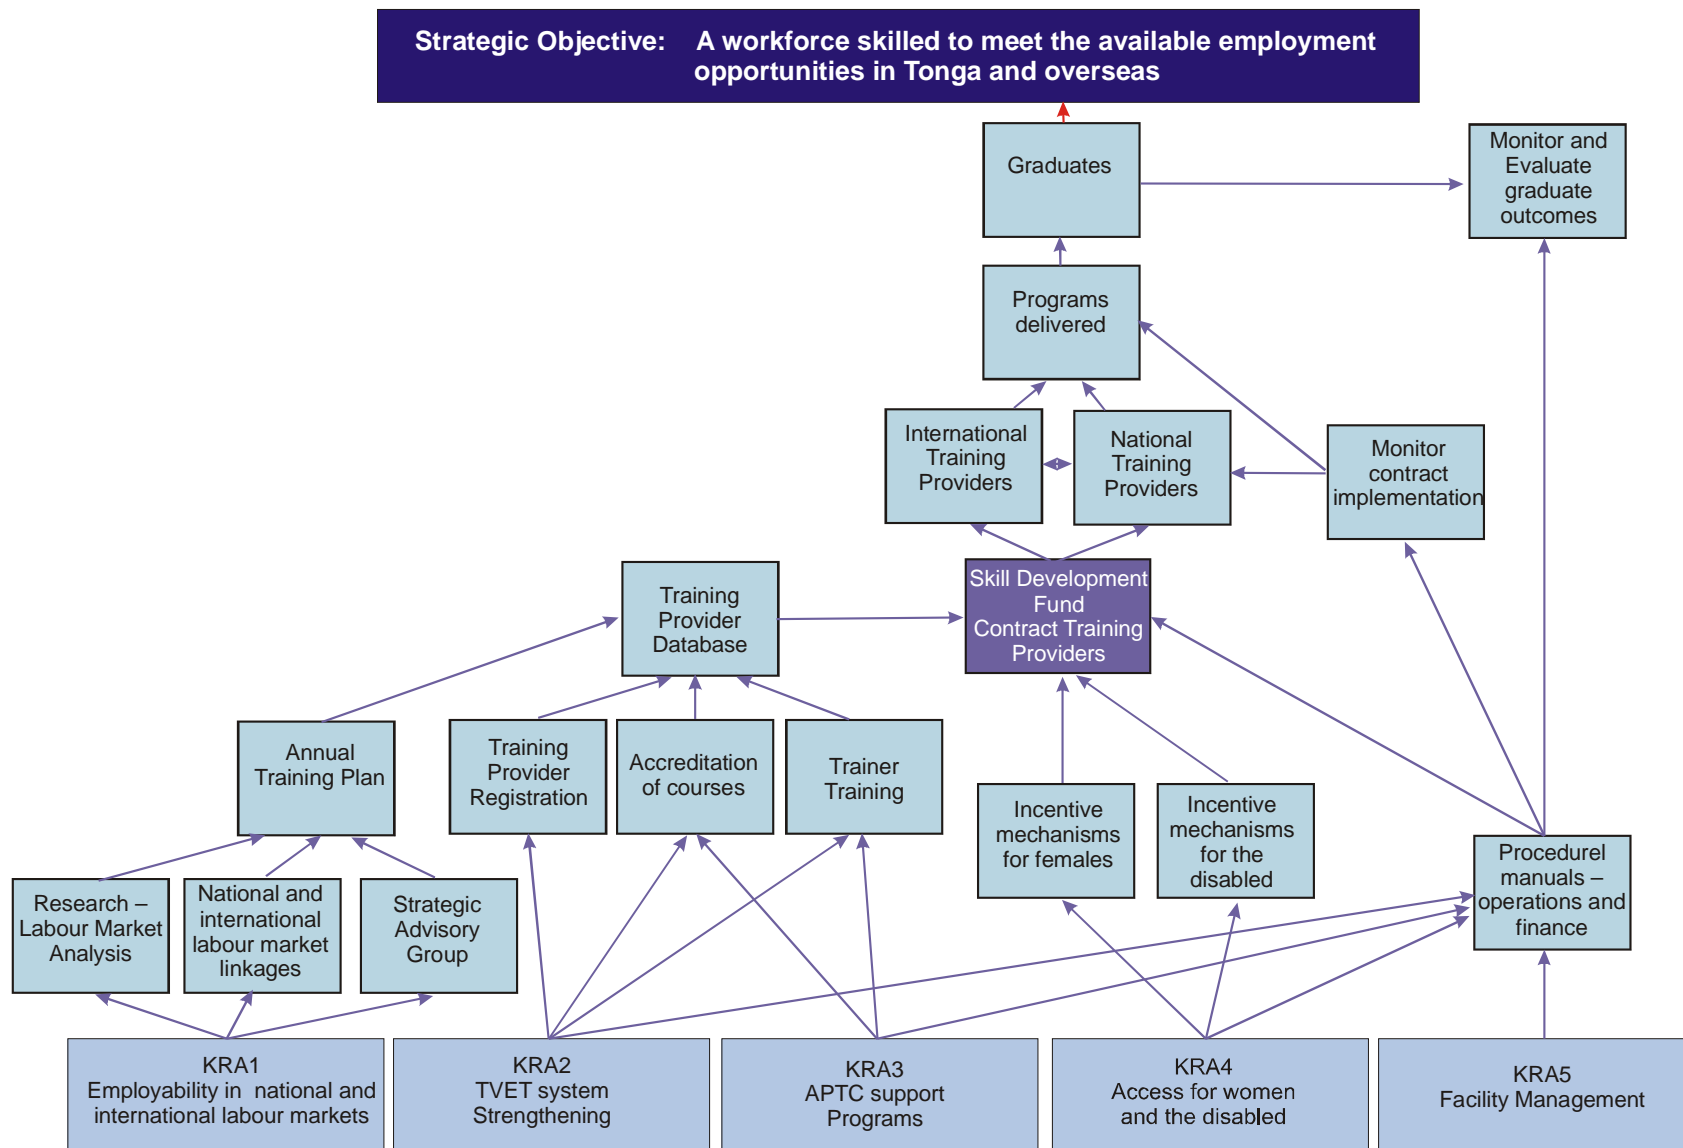 Strategic Objective: A workforce skilled to meet the available employment
opportunities in Tonga and overseas
Graduates
Monitor and
Evaluate
graduate
outcomes
Programs
delivered
International
Training
Providers
National
Training
Providers
Monitor
contract
implementation
Training
Provider
Database
Skill Development
Fund
Contract Training
Providers
Annual
Training Plan
Training
Provider
Registration
Accreditation
of courses
Trainer
Training
Incentive
mechanisms
for females
Incentive
mechanisms
for the
disabled
Procedurel
manuals –
operations and
finance
Research –
Labour Market
Analysis
National and
international
labour market
linkages
Strategic
Advisory
Group
KRA1
Employability in national and
international labour markets
KRA2
TVET system
Strengthening
KRA3
APTC support
Programs
KRA4
Access for women
and the disabled
KRA5
Facility Management